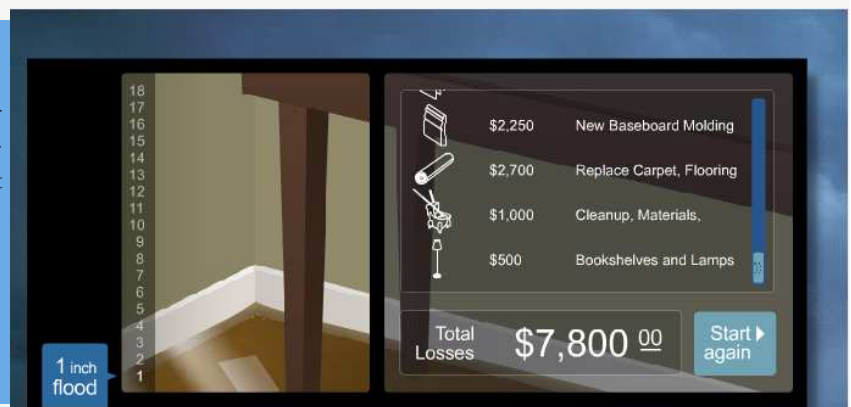 18
17
16
15
14
13
12
11
10
9
8
7
6
5
4
3
2
1
1 inch
flood
$2,250 New Baseboard Molding
$2,700 Replace Carpet, Flooring
$1,000 Cleanup, Materials,
$500 Bookshelves and Lamps
Total
Losses
$7,800 00
Start
again